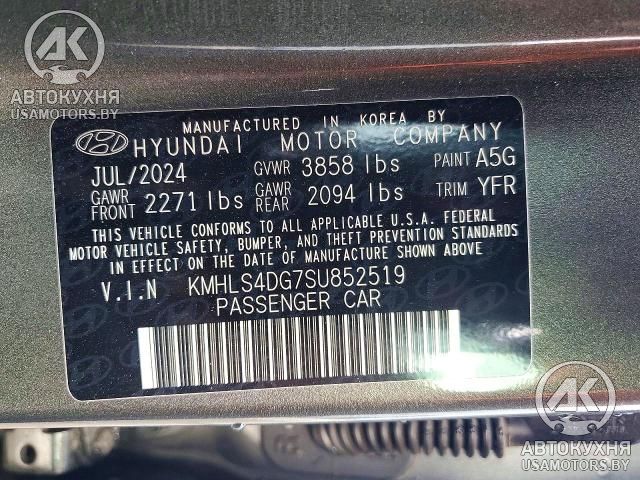 AK
АВТОКУХНЯ
USAMOTORS.BY
MANUFACTURED IN KOREA BY
HYUNDAI MOTOR COMPANY
JUL/2024 GVWR 3858 lbs PAINT A5G
GAWR FRONT 2271 lbs GAWR REAR 2094 lbs TRIM YFR
THIS VEHICLE CONFORMS TO ALL APPLICABLE U.S.A. FEDERAL
MOTOR VEHICLE SAFETY, BUMPER, AND THEFT PREVENTION STANDARDS
IN EFFECT ON THE DATE OF MANUFACTURE SHOWN ABOVE
V.I.N KMHLS4DG7SU852519
PASSENGER CAR
AK
АВТОКУХНЯ
USAMOTORS.BY